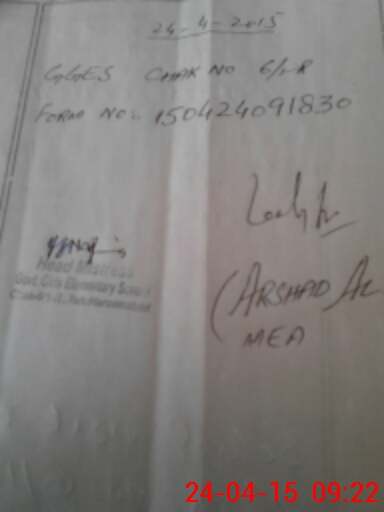 24-4-2015
GGES CHAK NO 6/1-R
FORM NO:- 150424091830
Head Mistress
Govt. Girls Elementary School
(ARSHAD AL
MEA
24-04-15 09:22